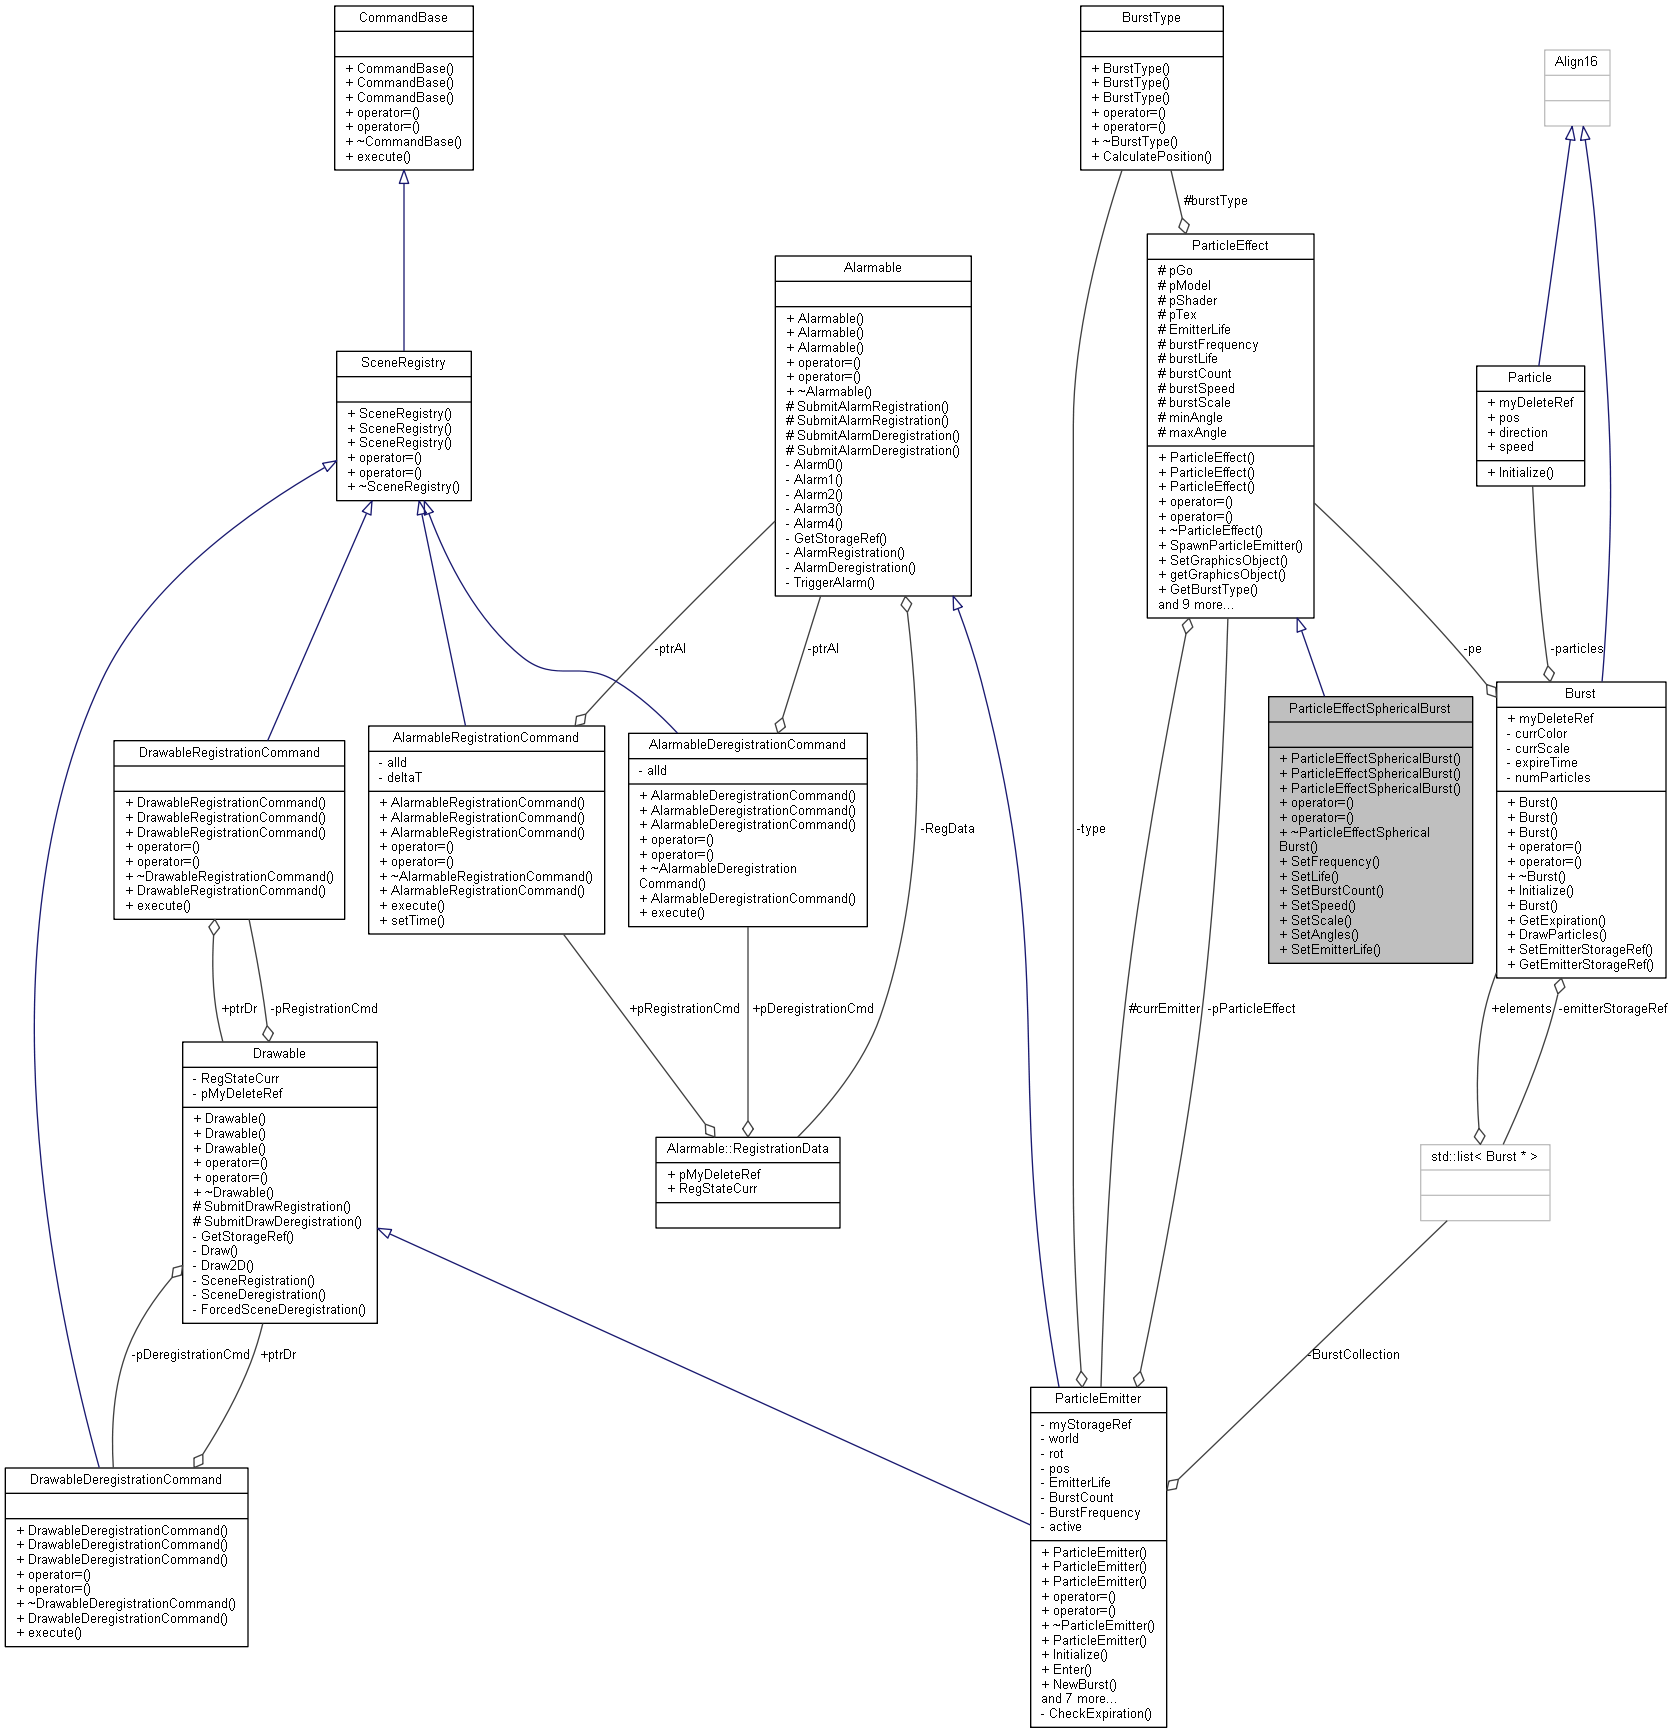 CommandBase
+ CommandBase()
+ CommandBase()
+ CommandBase()
+ operator=()
+ operator=()
+ ~CommandBase()
+ execute()
BurstType
+ BurstType()
+ BurstType()
+ BurstType()
+ operator=()
+ operator=()
+ ~BurstType()
+ CalculatePosition()
Align16
#burstType
ParticleEffect
# pGo
# pModel
# pShader
# pTex
# EmitterLife
# burstFrequency
# burstLife
# burstCount
# burstSpeed
# burstScale
# minAngle
# maxAngle
+ ParticleEffect()
+ ParticleEffect()
+ ParticleEffect()
+ operator=()
+ operator=()
+ ~ParticleEffect()
+ SpawnParticleEmitter()
+ SetGraphicsObject()
+ getGraphicsObject()
+ GetBurstType()
and 9 more...
Alarmable
+ Alarmable()
+ Alarmable()
+ Alarmable()
+ operator=()
+ operator=()
+ ~Alarmable()
# SubmitAlarmRegistration()
# SubmitAlarmRegistration()
# SubmitAlarmDeregistration()
# SubmitAlarmDeregistration()
- Alarm0()
- Alarm1()
- Alarm2()
- Alarm3()
- Alarm4()
- GetStorageRef()
- AlarmRegistration()
- AlarmDeregistration()
- TriggerAlarm()
SceneRegistry
+ SceneRegistry()
+ SceneRegistry()
+ SceneRegistry()
+ operator=()
+ operator=()
+ ~SceneRegistry()
Particle
+ myDeleteRef
+ pos
+ direction
+ speed
+ Initialize()
-ptrAl
-ptrAl
-pe
-particles
ParticleEffectSphericalBurst
+ ParticleEffectSphericalBurst()
+ ParticleEffectSphericalBurst()
+ ParticleEffectSphericalBurst()
+ operator=()
+ operator=()
+ ~ParticleEffectSpherical
Burst()
+ SetFrequency()
+ SetLife()
+ SetBurstCount()
+ SetSpeed()
+ SetScale()
+ SetAngles()
+ SetEmitterLife()
Burst
+ myDeleteRef
- currColor
- currScale
- expireTime
- numParticles
+ Burst()
+ Burst()
+ Burst()
+ operator=()
+ operator=()
+ ~Burst()
+ Initialize()
+ Burst()
+ GetExpiration()
+ DrawParticles()
+ SetEmitterStorageRef()
+ GetEmitterStorageRef()
DrawableRegistrationCommand
+ DrawableRegistrationCommand()
+ DrawableRegistrationCommand()
+ DrawableRegistrationCommand()
+ operator=()
+ operator=()
+ ~DrawableRegistrationCommand()
+ DrawableRegistrationCommand()
+ execute()
AlarmableRegistrationCommand
- alId
- deltaT
+ AlarmableRegistrationCommand()
+ AlarmableRegistrationCommand()
+ AlarmableRegistrationCommand()
+ operator=()
+ operator=()
+ ~AlarmableRegistrationCommand()
+ AlarmableRegistrationCommand()
+ execute()
+ setTime()
AlarmableDeregistrationCommand
- alId
+ AlarmableDeregistrationCommand()
+ AlarmableDeregistrationCommand()
+ AlarmableDeregistrationCommand()
+ operator=()
+ operator=()
+ ~AlarmableDeregistration
Command()
+ AlarmableDeregistrationCommand()
+ execute()
-RegData
-type
+ptrDr
-pRegistrationCmd
+pRegistrationCmd
+pDeregistrationCmd
#currEmitter
-pParticleEffect
+elements
-emitterStorageRef
Drawable
- RegStateCurr
- pMyDeleteRef
+ Drawable()
+ Drawable()
+ Drawable()
+ operator=()
+ operator=()
+ ~Drawable()
# SubmitDrawRegistration()
# SubmitDrawDeregistration()
- GetStorageRef()
- Draw()
- Draw2D()
- SceneRegistration()
- SceneDeregistration()
- ForcedSceneDeregistration()
Alarmable::RegistrationData
+ pMyDeleteRef
+ RegStateCurr
std::list< Burst * >
-pDeregistrationCmd
+ptrDr
-BurstCollection
ParticleEmitter
- myStorageRef
- world
- rot
- pos
- EmitterLife
- BurstCount
- BurstFrequency
- active
+ ParticleEmitter()
+ ParticleEmitter()
+ ParticleEmitter()
+ operator=()
+ operator=()
+ ~ParticleEmitter()
+ ParticleEmitter()
+ Initialize()
+ Enter()
+ NewBurst()
and 7 more...
- CheckExpiration()
DrawableDeregistrationCommand
+ DrawableDeregistrationCommand()
+ DrawableDeregistrationCommand()
+ DrawableDeregistrationCommand()
+ operator=()
+ operator=()
+ ~DrawableDeregistrationCommand()
+ DrawableDeregistrationCommand()
+ execute()